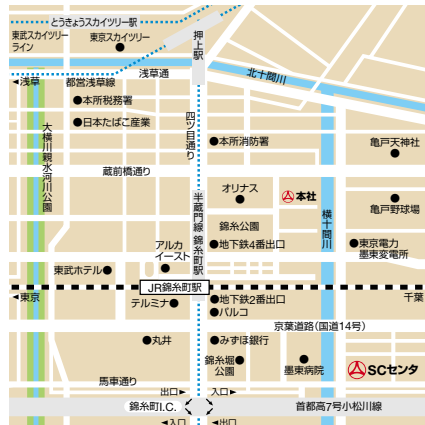 とうきょうスカイツリー駅
東武スカイツリー
ライン
東京スカイツリー
押上駅
◄浅草
都営浅草線
浅草通
北十間川
本所税務署
日本たばこ産業
大横川親水河川公園
四ツ目通り
本所消防署
亀戸天神社
蔵前橋通り
オリナス
本社
半蔵門線 錦糸町駅
錦糸公園
横十間川
亀戸野球場
アルカ
イースト
地下鉄4番出口
東京電力
墨東変電所
東武ホテル
JR錦糸町駅
◄東京
千葉
テルミナ
地下鉄2番出口
パルコ
京葉道路(国道14号)
丸井
みずほ銀行
錦糸堀
公園
墨東病院
SCセンタ
馬車通り
出口►
入口►
錦糸町I.C.
首都高7号小松川線
◄入口
◄出口